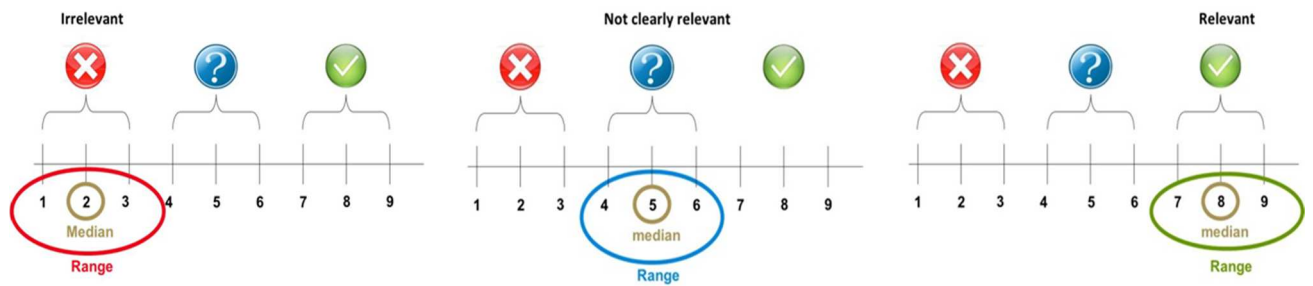 Irrelevant
1 2 3 4 5 6 7 8 9
Median
Range
Not clearly relevant
1 2 3 4 5 6 7 8 9
median
Range
Relevant
1 2 3 4 5 6 7 8 9
median
Range